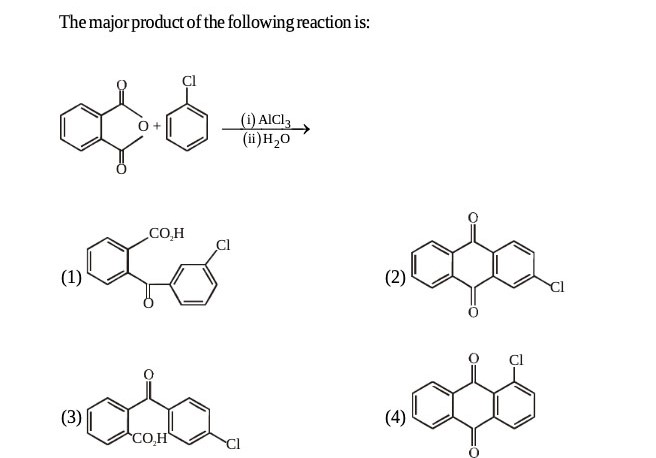 The major product of the following reaction is:
O
Cl
O +
(i) AlCl₃
(ii) H₂O
O
(1)
CO₂H
Cl
O
(2)
O
Cl
O
(3)
O
CO₂H
Cl
(4)
O
Cl
O